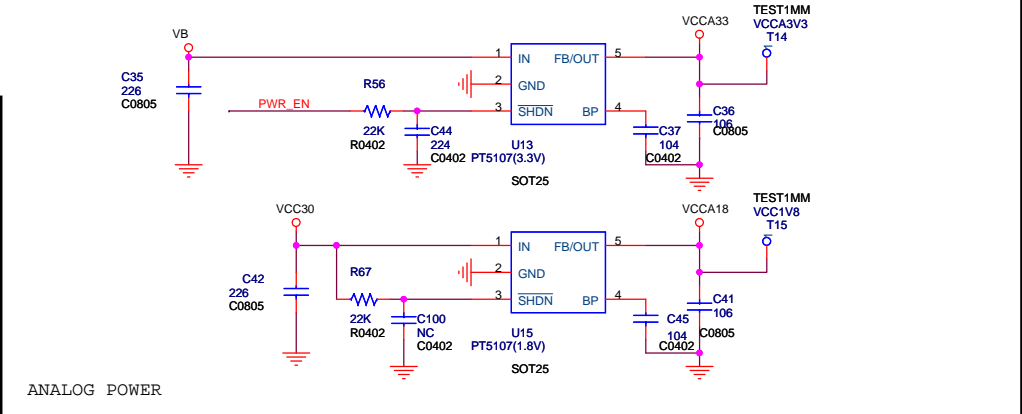 TEST1MM
VCCA33
VCCA3V3
T14
VB
1
IN
FB/OUT
5
C35
226
C0805
R56
2
GND
PWR_EN
3
SHDN
BP
4
22K
R0402
C44
224
C0402
C36
106
C0805
C37
104
C0402
U13
PT5107(3.3V)
SOT25
TEST1MM
VCC30
VCCA18
VCC1V8
T15
1
IN
FB/OUT
5
C42
226
C0805
R67
2
GND
3
SHDN
BP
4
22K
R0402
C100
NC
C0402
C41
106
C0805
C45
104
C0402
U15
PT5107(1.8V)
SOT25
ANALOG POWER